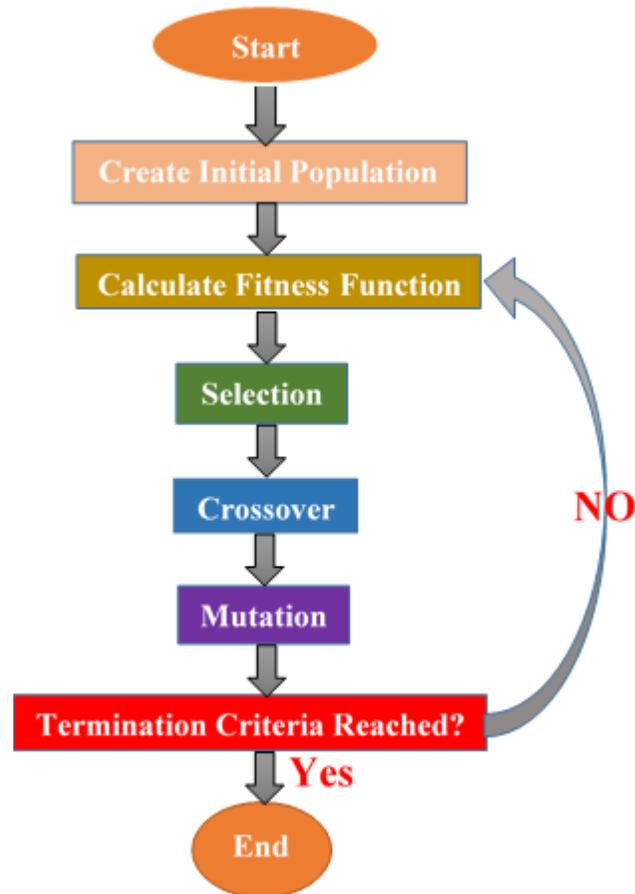 Start
Create Initial Population
Calculate Fitness Function
Selection
Crossover
NO
Mutation
Termination Criteria Reached?
Yes
End